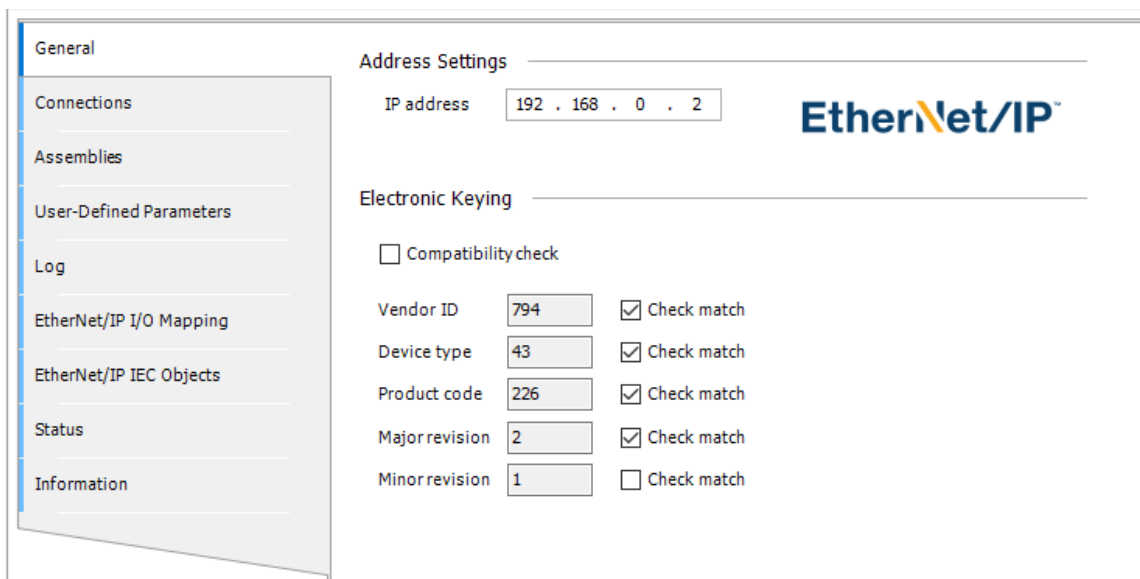 General
Connections
Assemblies
User-Defined Parameters
Log
EtherNet/IP I/O Mapping
EtherNet/IP IEC Objects
Status
Information
Address Settings
IP address 192 . 168 . 0 . 2
EtherNet/IP™
Electronic Keying
Compatibility check
Vendor ID 794 Check match
Device type 43 Check match
Product code 226 Check match
Major revision 2 Check match
Minor revision 1 Check match